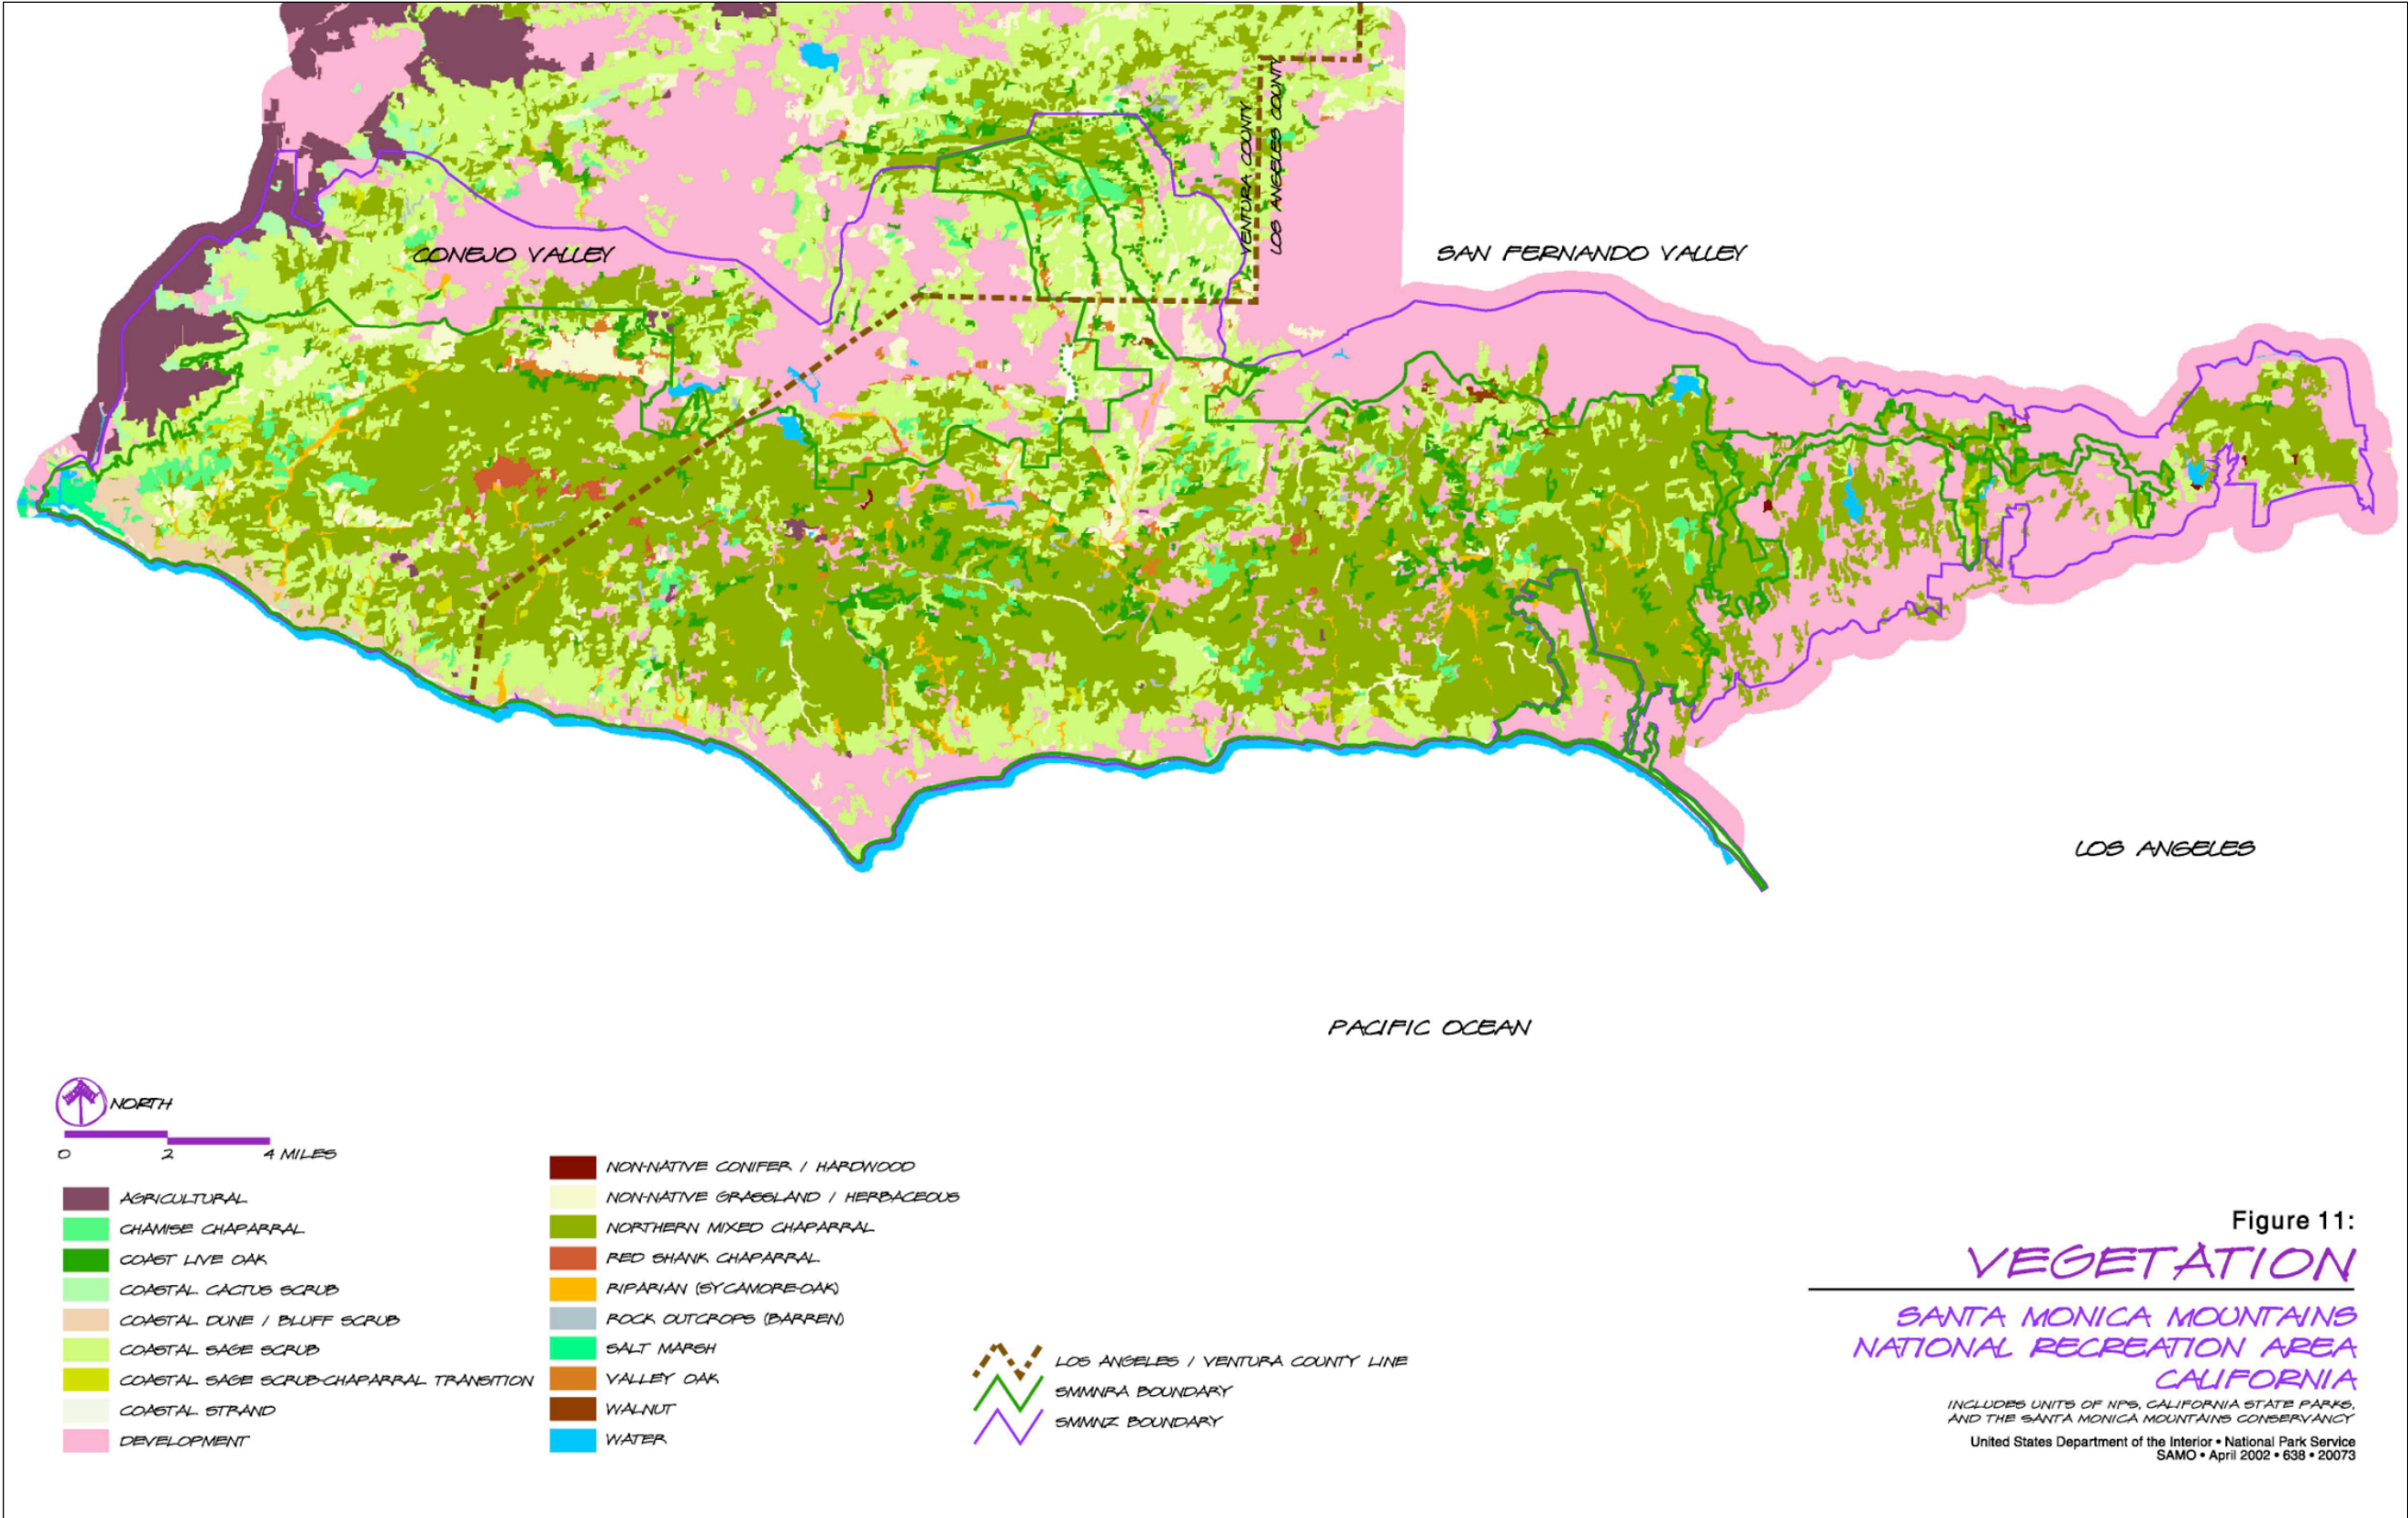 VENTURA COUNTY
LOS ANGELES COUNTY
CONEJO VALLEY
SAN FERNANDO VALLEY
LOS ANGELES
PACIFIC OCEAN
NORTH
0 2 4 MILES
AGRICULTURAL
CHAMISE CHAPARRAL
COAST LIVE OAK
COASTAL CACTUS SCRUB
COASTAL DUNE / BLUFF SCRUB
COASTAL SAGE SCRUB
COASTAL SAGE SCRUB-CHAPARRAL TRANSITION
COASTAL STRAND
DEVELOPMENT
NON-NATIVE CONIFER / HARDWOOD
NON-NATIVE GRASSLAND / HERBACEOUS
NORTHERN MIXED CHAPARRAL
RED SHANK CHAPARRAL
RIPARIAN (SYCAMORE-OAK)
ROCK OUTCROPS (BARREN)
SALT MARSH
VALLEY OAK
WALNUT
WATER
LOS ANGELES / VENTURA COUNTY LINE
SMMNRA BOUNDARY
SMMNZ BOUNDARY
Figure 11:
VEGETATION
SANTA MONICA MOUNTAINS
NATIONAL RECREATION AREA
CALIFORNIA
INCLUDES UNITS OF NPS, CALIFORNIA STATE PARKS,
AND THE SANTA MONICA MOUNTAINS CONSERVANCY
United States Department of the Interior • National Park Service
SAMO • April 2002 • 638 • 20073